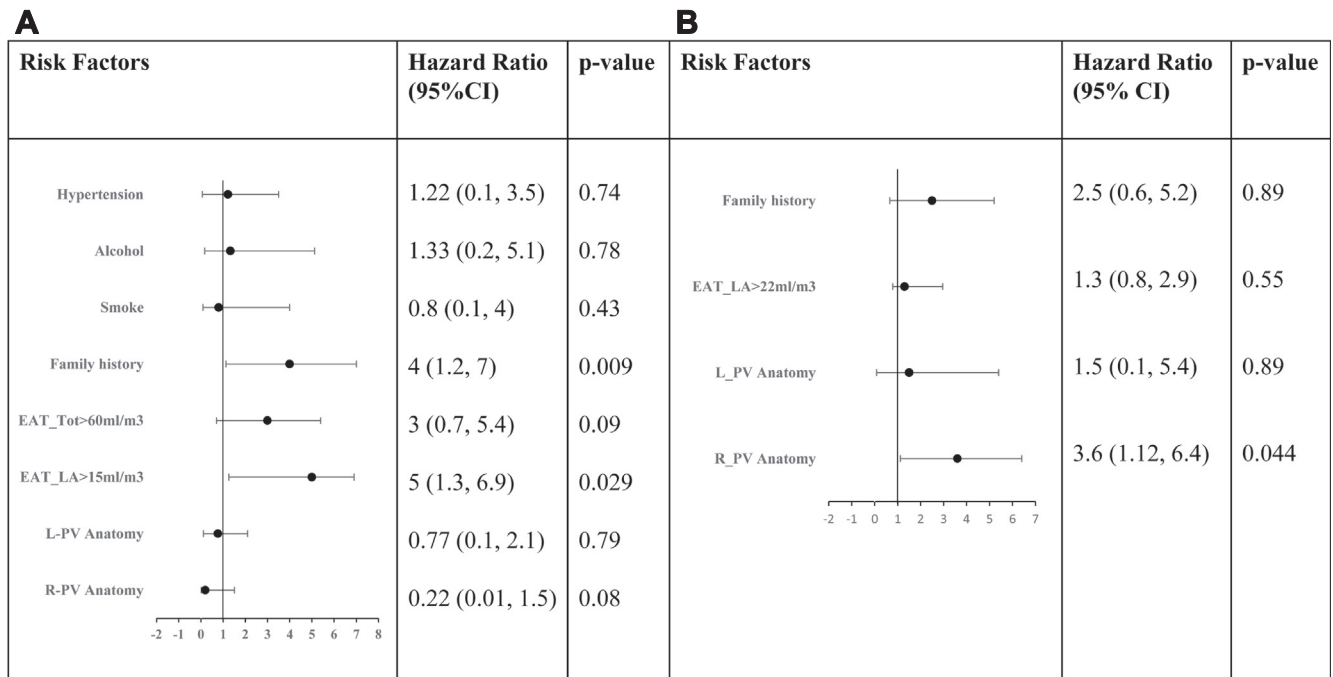 A
Risk Factors Hazard Ratio (95%CI) p-value
Hypertension 1.22 (0.1, 3.5) 0.74
Alcohol 1.33 (0.2, 5.1) 0.78
Smoke 0.8 (0.1, 4) 0.43
Family history 4 (1.2, 7) 0.009
EAT_Tot>60ml/m3 3 (0.7, 5.4) 0.09
EAT_LA>15ml/m3 5 (1.3, 6.9) 0.029
L-PV Anatomy 0.77 (0.1, 2.1) 0.79
R-PV Anatomy 0.22 (0.01, 1.5) 0.08
-2 -1 0 1 2 3 4 5 6 7 8
B
Risk Factors Hazard Ratio (95% CI) p-value
Family history 2.5 (0.6, 5.2) 0.89
EAT_LA>22ml/m3 1.3 (0.8, 2.9) 0.55
L_PV Anatomy 1.5 (0.1, 5.4) 0.89
R_PV Anatomy 3.6 (1.12, 6.4) 0.044
-2 -1 0 1 2 3 4 5 6 7